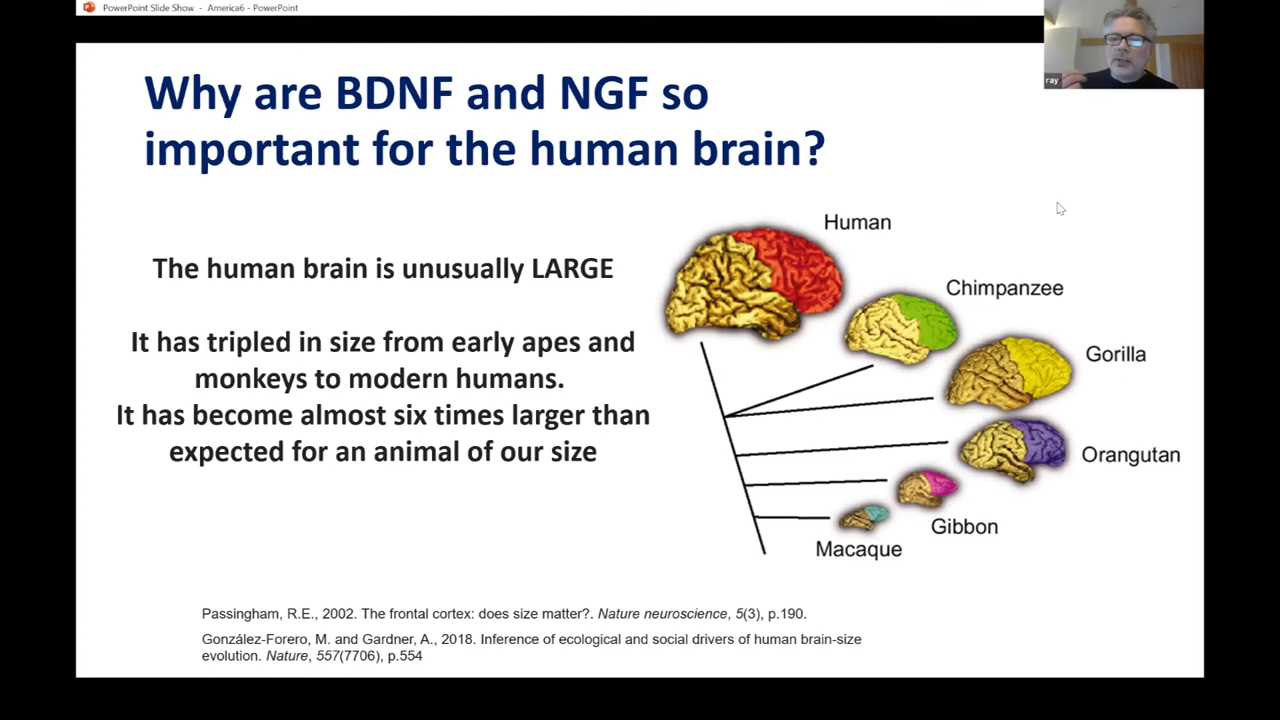 PowerPoint Slide Show - America6 - PowerPoint
ray
Why are BDNF and NGF so
important for the human brain?
The human brain is unusually LARGE
It has tripled in size from early apes and
monkeys to modern humans.
It has become almost six times larger than
expected for an animal of our size
Human
Chimpanzee
Gorilla
Orangutan
Gibbon
Macaque
Passingham, R.E., 2002. The frontal cortex: does size matter?. Nature neuroscience, 5(3), p.190.
González-Forero, M. and Gardner, A., 2018. Inference of ecological and social drivers of human brain-size
evolution. Nature, 557(7706), p.554